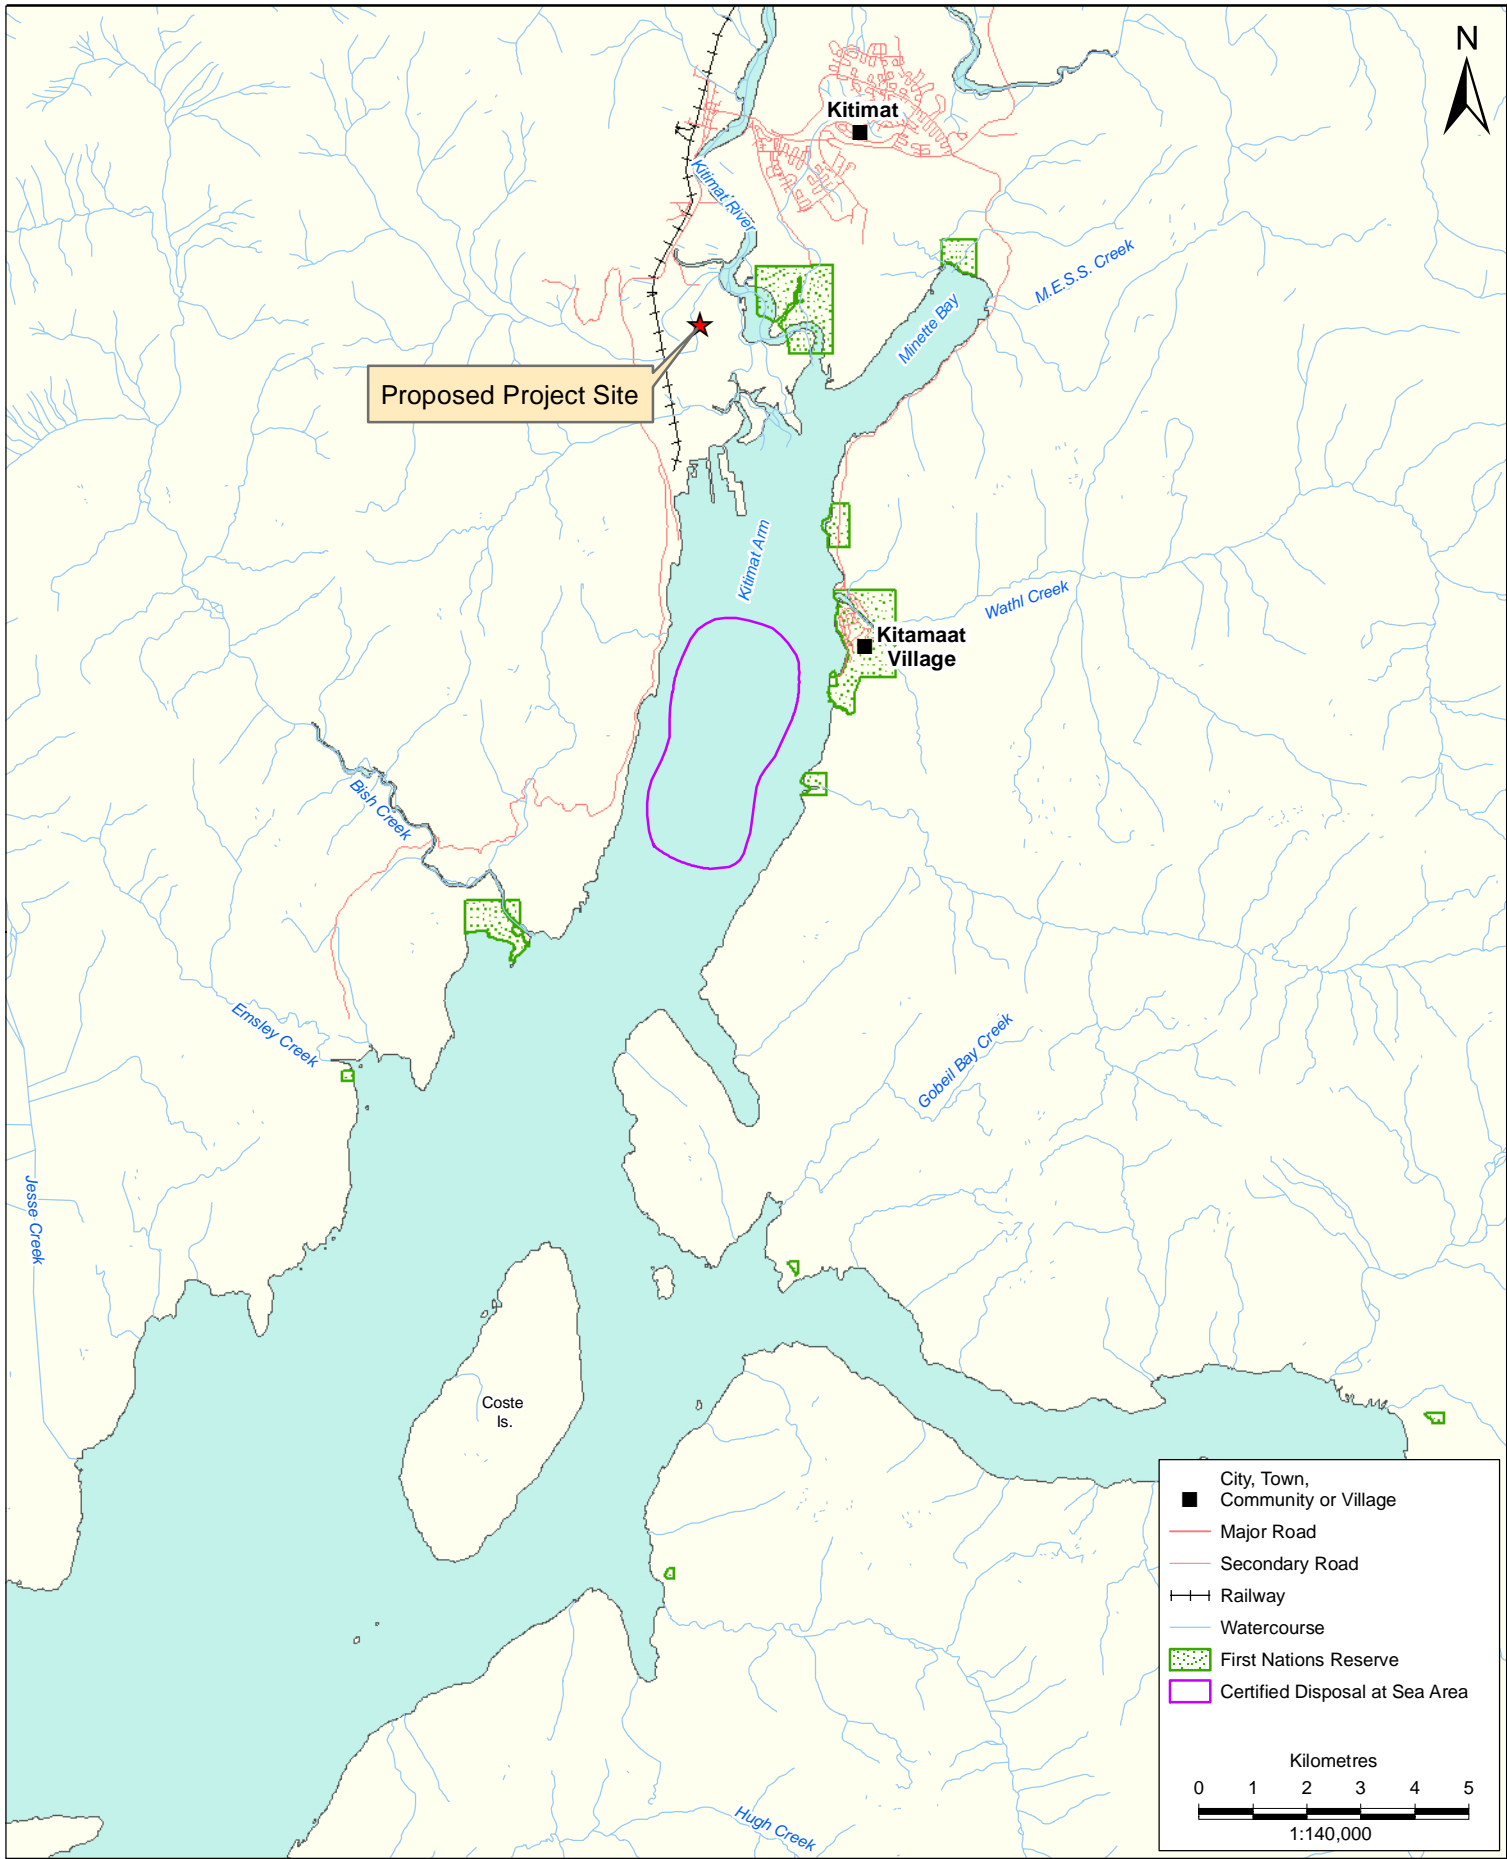 N
Kitimat
Kitimat River
M.E.S.S. Creek
Minette Bay
Proposed Project Site
Kitimat Arm
Wathl Creek
Kitamaat
Village
Bish Creek
Emsley Creek
Gobeil Bay Creek
Jesse Creek
Coste
Is.
Hugh Creek
City, Town,
Community or Village
Major Road
Secondary Road
Railway
Watercourse
First Nations Reserve
Certified Disposal at Sea Area
Kilometres
0 1 2 3 4 5
1:140,000